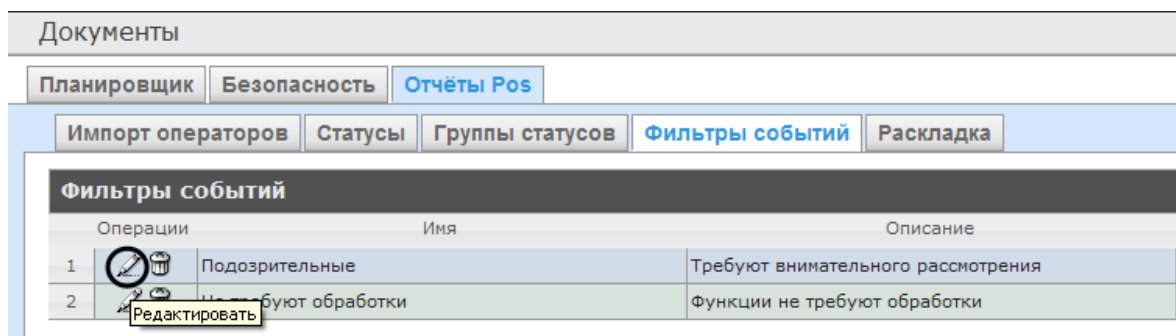 Документы
Планировщик Безопасность Отчёты Pos
Импорт операторов Статусы Группы статусов Фильтры событий Раскладка
Фильтры событий
Операции Имя Описание
1 Подозрительные Требуют внимательного рассмотрения
2 требуют обработки Функции не требуют обработки
Редактировать